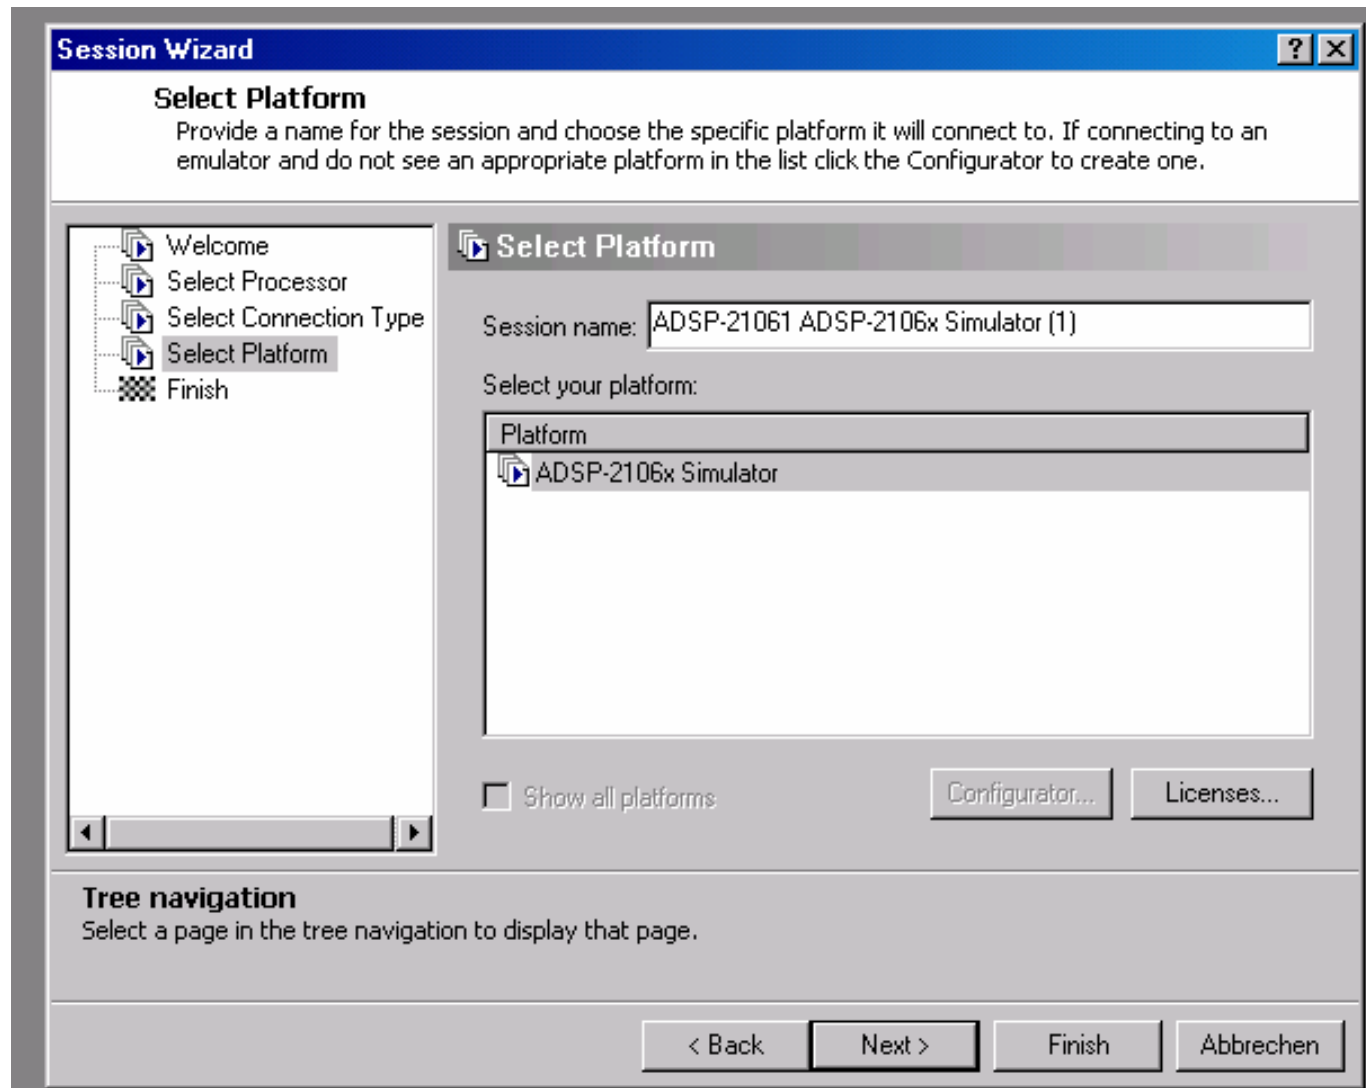 Session Wizard
Select Platform
Provide a name for the session and choose the specific platform it will connect to. If connecting to an
emulator and do not see an appropriate platform in the list click the Configurator to create one.
Welcome
Select Processor
Select Connection Type
Select Platform
Finish
Select Platform
Session name: ADSP-21061 ADSP-2106x Simulator (1)
Select your platform:
Platform
ADSP-2106x Simulator
Show all platforms
Configurator...
Licenses...
Tree navigation
Select a page in the tree navigation to display that page.
< Back
Next >
Finish
Abbrechen